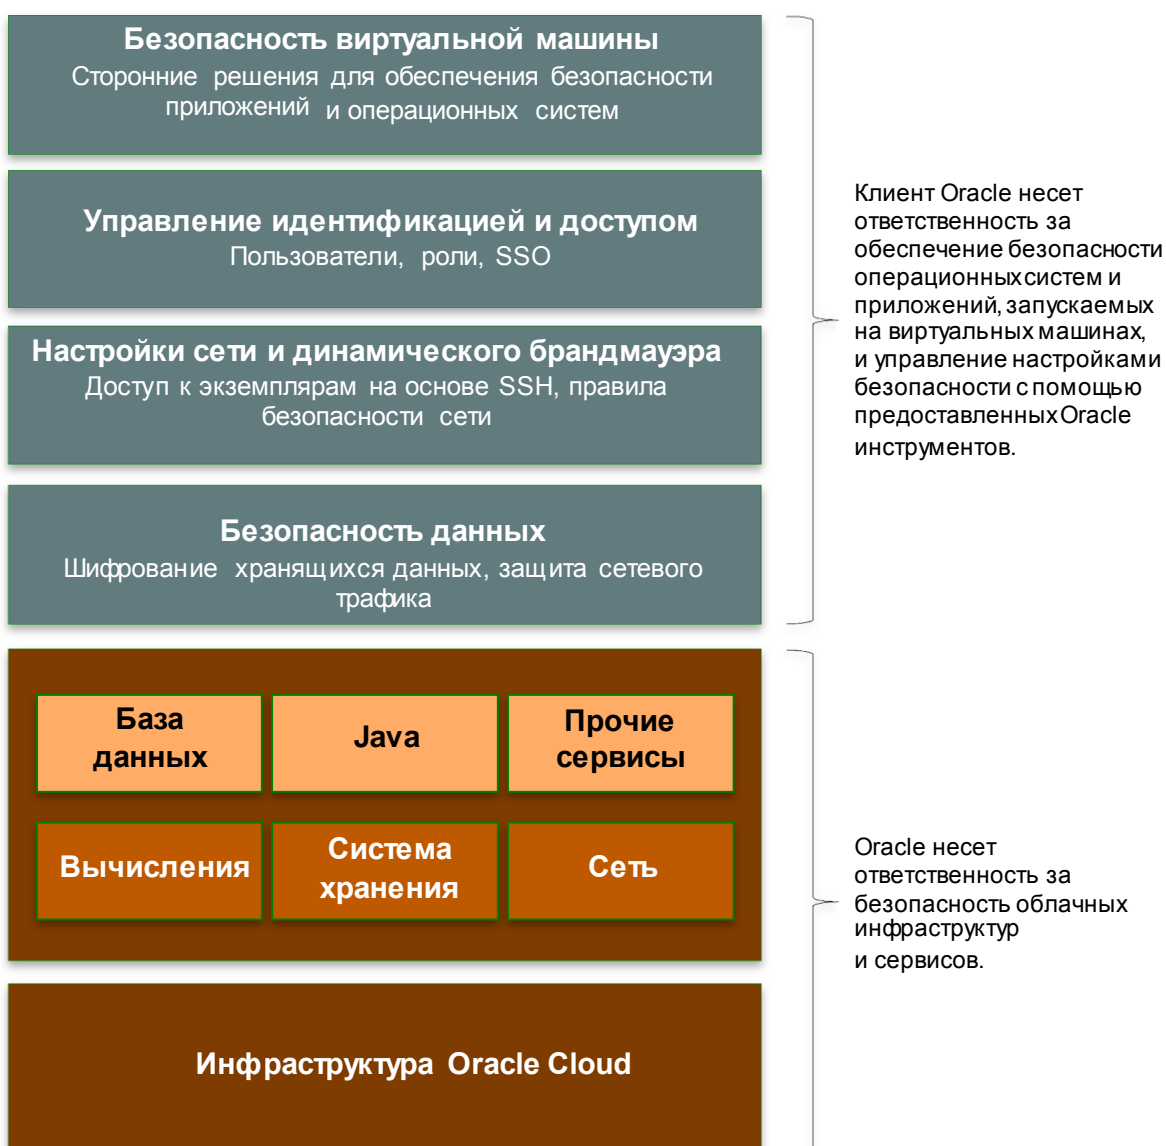 Безопасность виртуальной машины
Сторонние решения для обеспечения безопасности
приложений и операционных систем
Управление идентификацией и доступом
Пользователи, роли, SSO
Настройки сети и динамического брандмауэра
Доступ к экземплярам на основе SSH, правила
безопасности сети
Безопасность данных
Шифрование хранящихся данных, защита сетевого
трафика
Клиент Oracle несет
ответственность за
обеспечение безопасности
операционных систем и
приложений, запускаемых
на виртуальных машинах,
и управление настройками
безопасности с помощью
предоставленных Oracle
инструментов.
База
данных
Java
Прочие
сервисы
Вычисления
Система
хранения
Сеть
Oracle несет
ответственность за
безопасность облачных
инфраструктур
и сервисов.
Инфраструктура Oracle Cloud